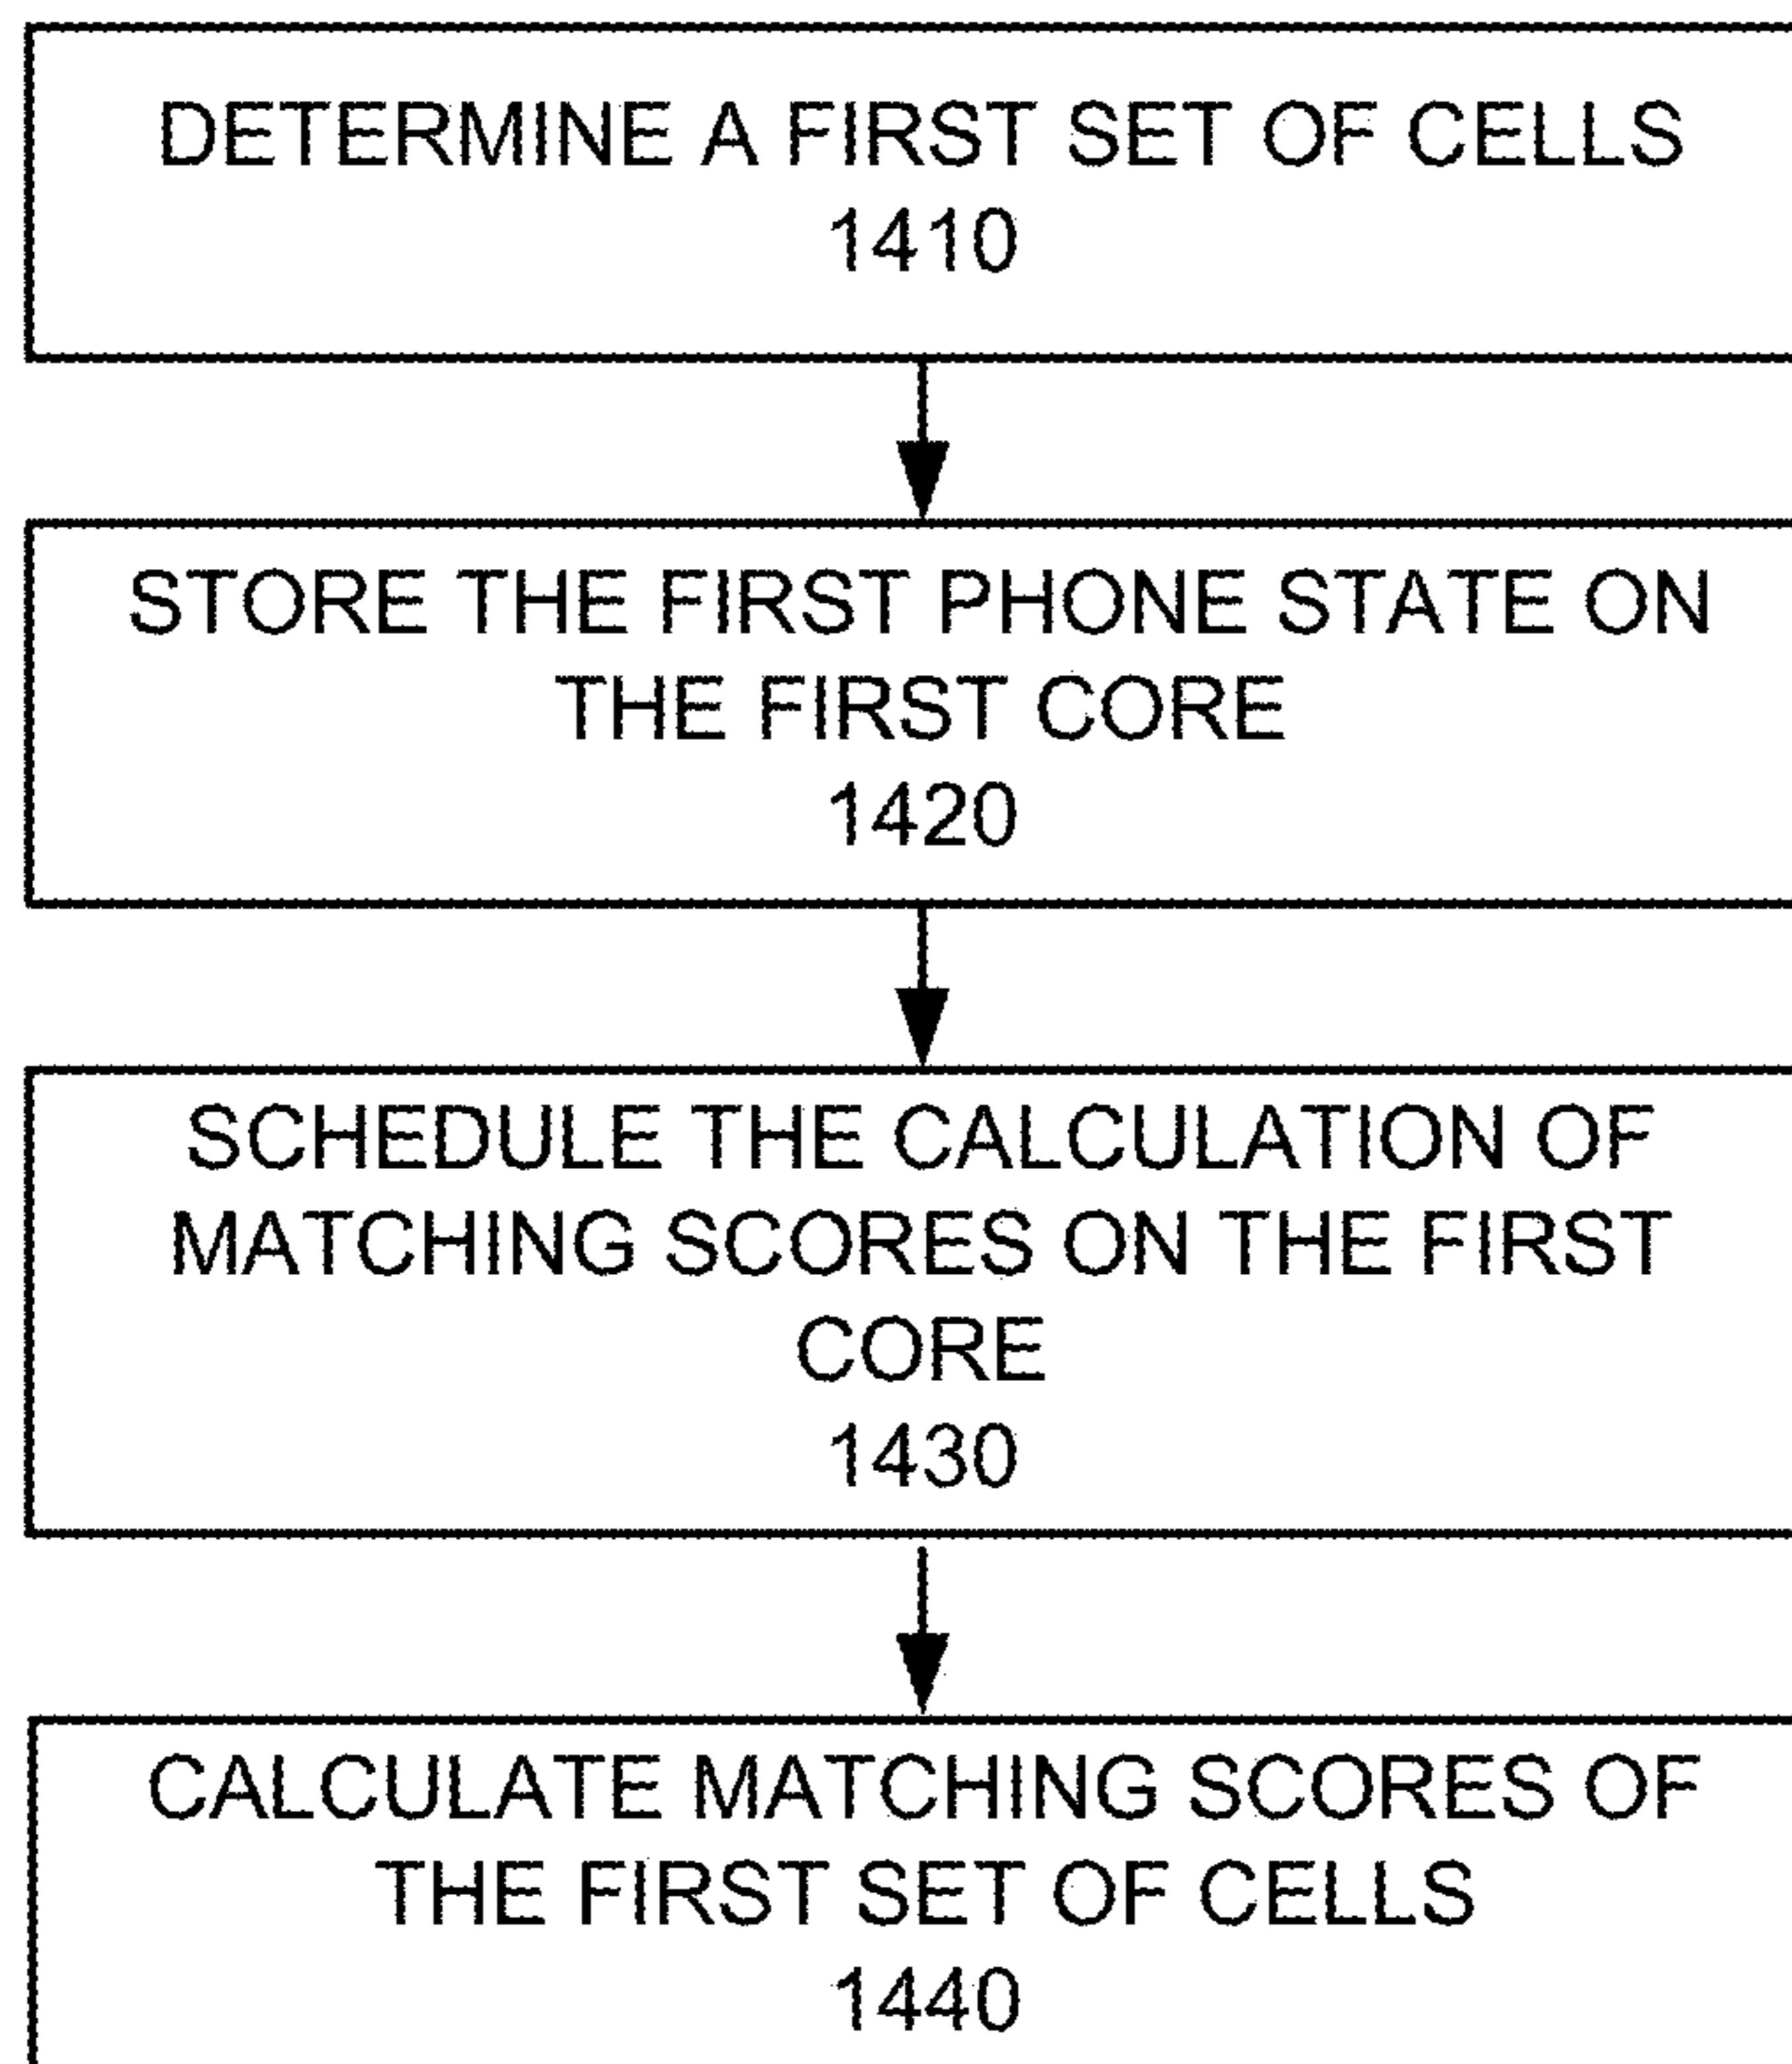 DETERMINE A FIRST SET OF CELLS
1410
STORE THE FIRST PHONE STATE ON
THE FIRST CORE
1420
SCHEDULE THE CALCULATION OF
MATCHING SCORES ON THE FIRST
CORE
1430
CALCULATE MATCHING SCORES OF
THE FIRST SET OF CELLS
1440